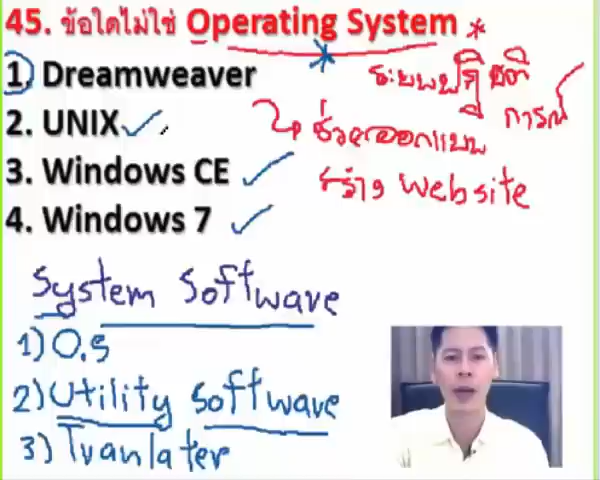 45. ข้อใดไม่ใช่ Operating System *
1) Dreamweaver
ระบบปฏิบัติ
การณ์
2. UNIX
ช่วยออกแบบ
3. Windows CE
สร้าง website
4. Windows 7
System Software
1) O.S
2) Utility Software
3) Tranlater